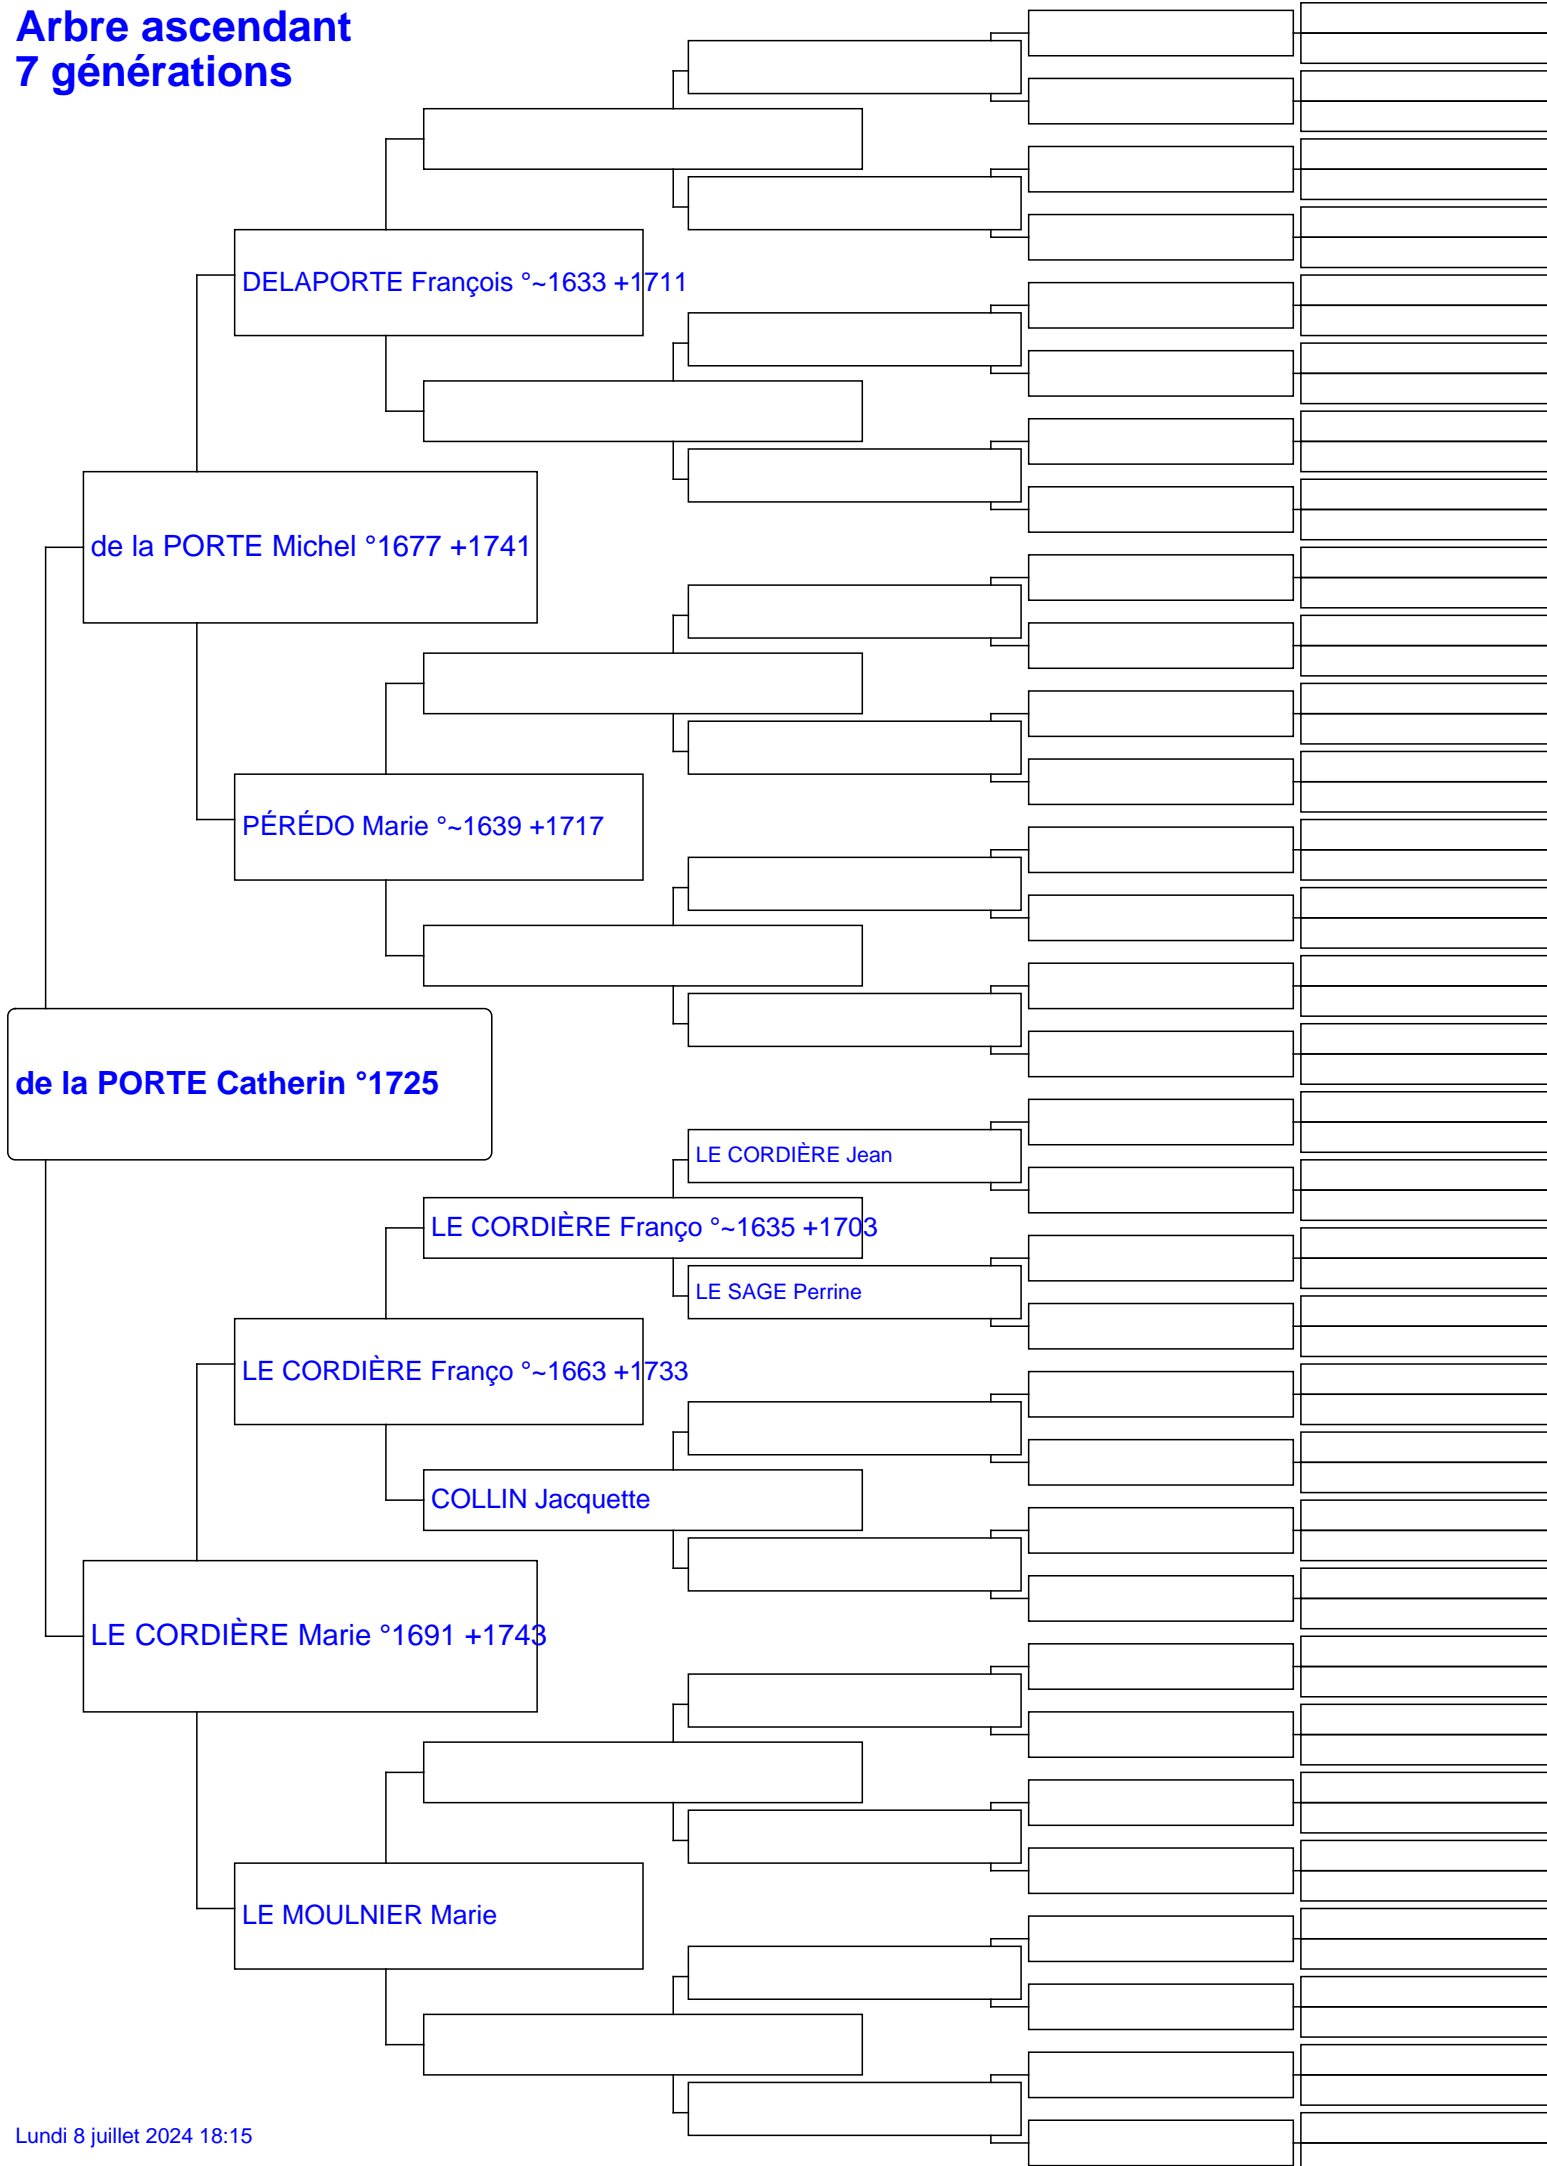 Arbre ascendant
7 générations
DELAPORTE François °~1633 +1711
de la PORTE Michel °1677 +1741
PÉRÉDO Marie °~1639 +1717
de la PORTE Catherin °1725
LE CORDIÈRE Jean
LE CORDIÈRE Franço °~1635 +1703
LE SAGE Perrine
LE CORDIÈRE Franço °~1663 +1733
COLLIN Jacquette
LE CORDIÈRE Marie °1691 +1743
LE MOULNIER Marie
Lundi 8 juillet 2024 18:15